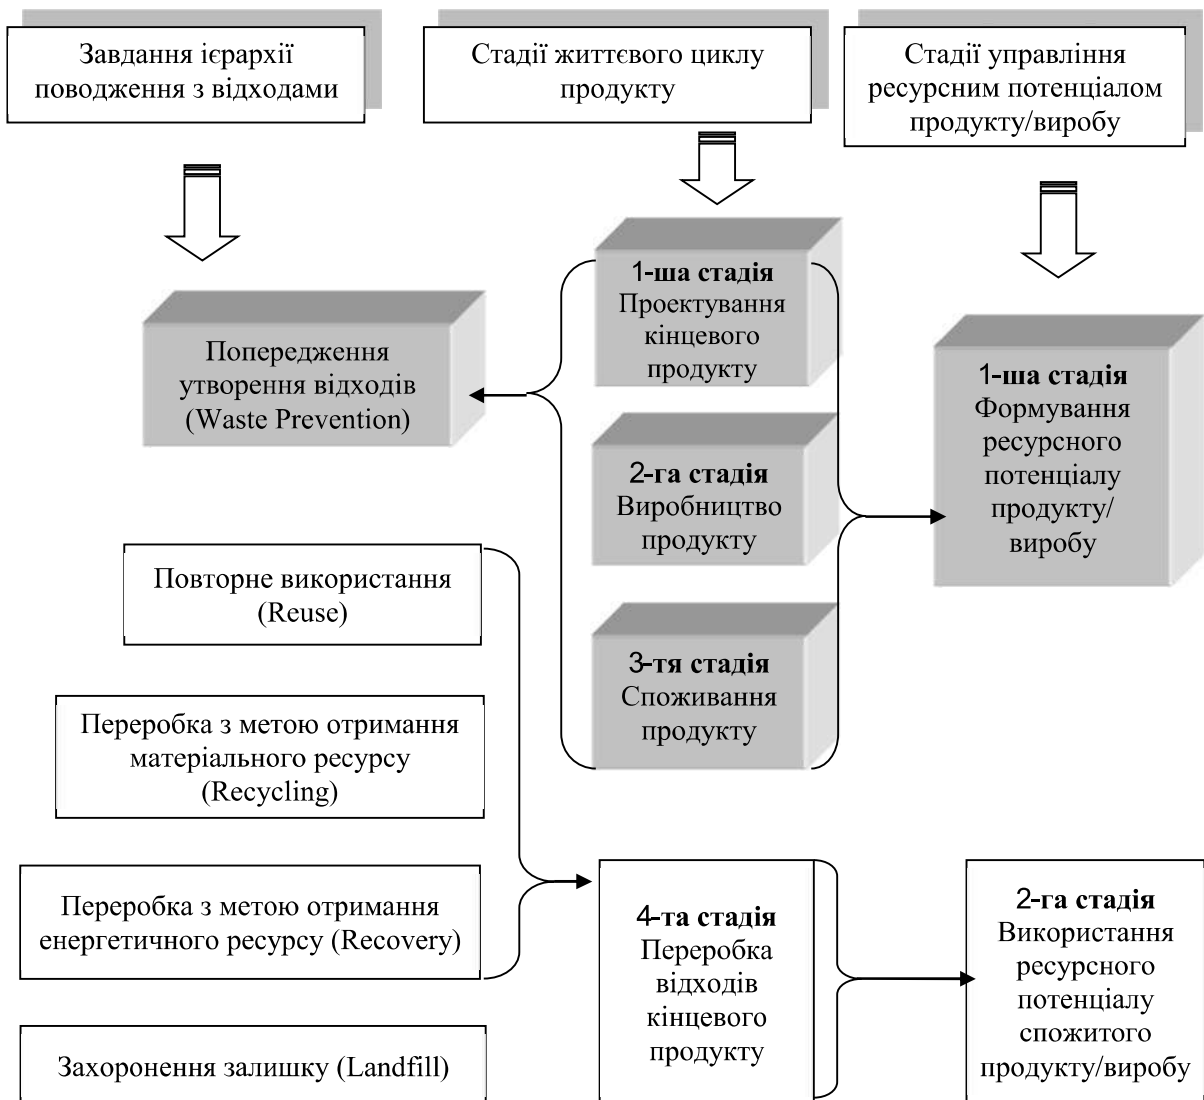 Завдання ієрархії
поводження з відходами
Стадії життєвого циклу
продукту
Стадії управління
ресурсним потенціалом
продукту/виробу
Попередження
утворення відходів
(Waste Prevention)
1-ша стадія
Проектування
кінцевого
продукту
2-га стадія
Виробництво
продукту
3-тя стадія
Споживання
продукту
1-ша стадія
Формування
ресурсного
потенціалу
продукту/
виробу
Повторне використання
(Reuse)
Переробка з метою отримання
матеріального ресурсу
(Recycling)
Переробка з метою отримання
енергетичного ресурсу (Recovery)
Захоронення залишку (Landfill)
4-та стадія
Переробка
відходів
кінцевого
продукту
2-га стадія
Використання
ресурсного
потенціалу
спожитого
продукту/виробу